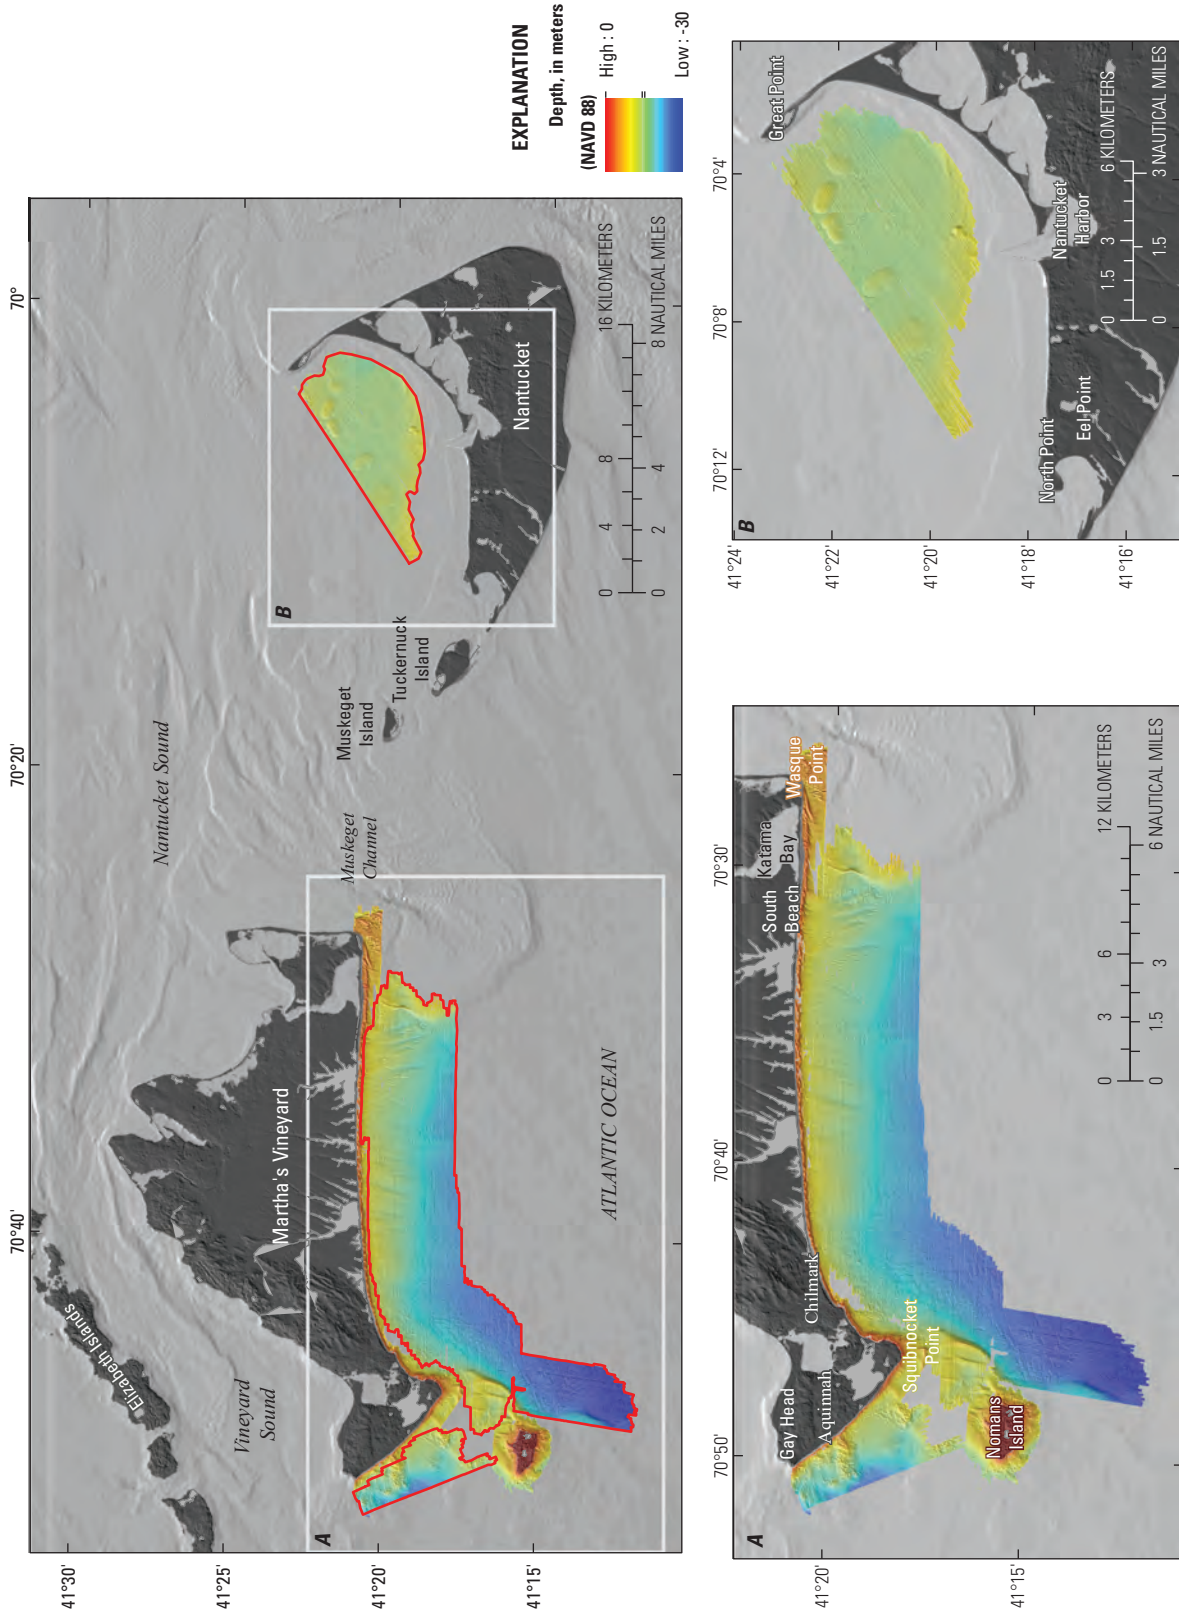 70°40'
70°20'
70°
41°30'
41°25'
41°20'
41°15'
Elizabeth Islands
Vineyard
Sound
Nantucket Sound
Martha's Vineyard
Muskeget
Channel
Muskeget
Island
Tuckernuck
Island
Nantucket
ATLANTIC OCEAN
A
B
0
4
8
16 KILOMETERS
0
2
4
8 NAUTICAL MILES
EXPLANATION
Depth, in meters
(NAVD 88)
High : 0
Low : -30
70°50'
70°40'
70°30'
41°20'
41°15'
A
Gay Head
Aquinnah
Chilmark
Squibnocket
Point
Nomans
Island
South
Beach
Katama
Bay
Wasque
Point
0
3
6
12 KILOMETERS
0
1.5
3
6 NAUTICAL MILES
70°12'
70°8'
70°4'
41°24'
41°22'
41°20'
41°18'
41°16'
B
Great Point
North Point
Eel Point
Nantucket
Harbor
0
1.5
3
6 KILOMETERS
0
1.5
3 NAUTICAL MILES